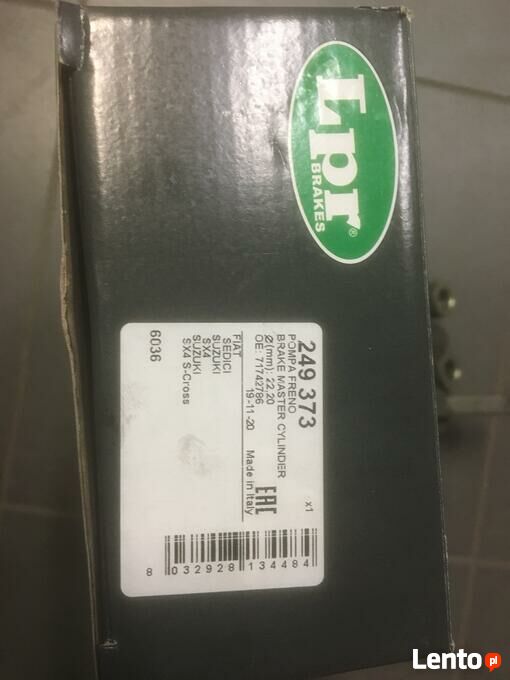 Lpr®
BRAKES
249 373
x1
POMPA FRENO
BRAKE MASTER CYLINDER
Ø(mm): 22,20
OE: 71742786
19-11-20 Made in Italy
EAC
FIAT
SEDICI
SUZUKI
SX4
SUZUKI
SX4 S-Cross
6036
8 032928 134484
Lento.pl